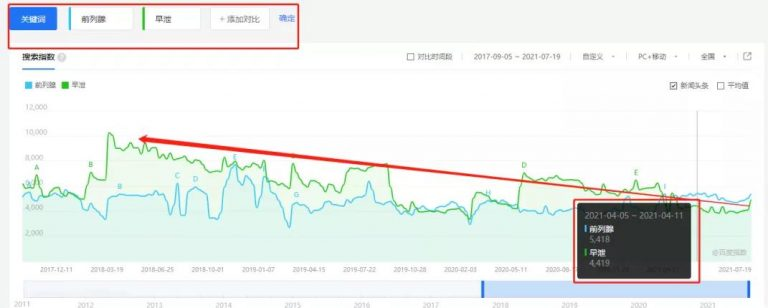 关键词 前列腺 早泄 + 添加对比 确定
搜索指数 ? 对比时间段 2017-09-05 ~ 2021-07-19 自定义 PC+移动 全国
前列腺 早泄 新闻头条 平均值
12,000
10,000
8,000
6,000
4,000
2,000
A B B C D E G H D E I
2021-04-05 ~ 2021-04-11
前列腺
5,418
早泄
4,419
@百度指数
2017-12-11 2018-03-19 2018-06-25 2018-10-01 2019-01-07 2019-04-15 2019-07-22 2019-10-28 2020-02-03 2020-05-11 2020-08-17 2021-07-19
2011 2012 2013 2014 2015 2016 2017 2018 2019 2020 2021